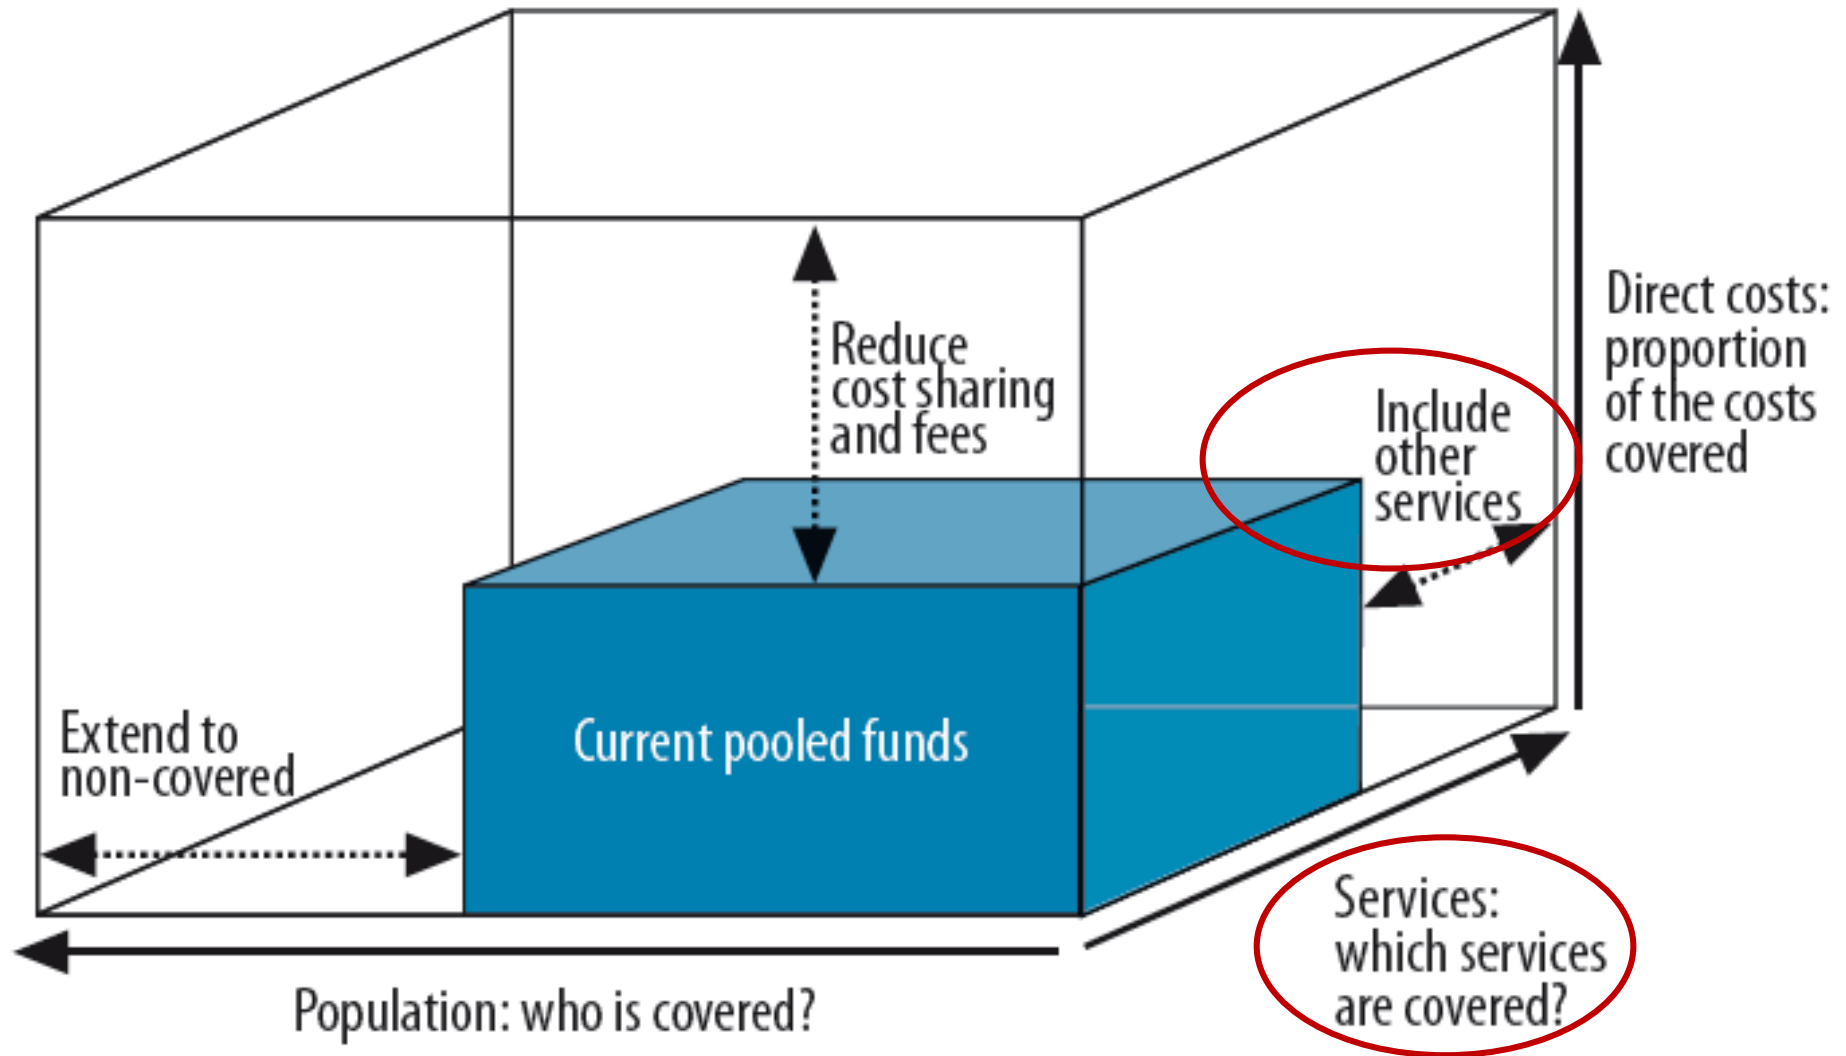 Reduce
cost sharing
and fees
Include
other
services
Direct costs:
proportion
of the costs
covered
Extend to
non-covered
Current pooled funds
Services:
which services
are covered?
Population: who is covered?